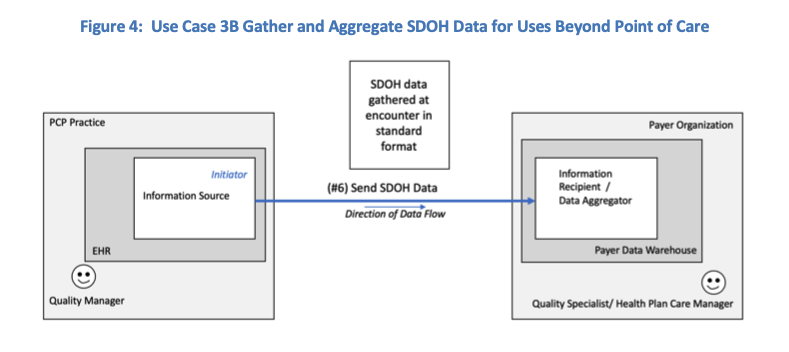 Figure 4:  Use Case 3B Gather and Aggregate SDOH Data for Uses Beyond Point of Care
SDOH data
gathered at
encounter in
standard
format
PCP Practice
Initiator
Information Source
EHR
Quality Manager
(#6) Send SDOH Data
Direction of Data Flow
Payer Organization
Information
Recipient /
Data Aggregator
Payer Data Warehouse
Quality Specialist/ Health Plan Care Manager